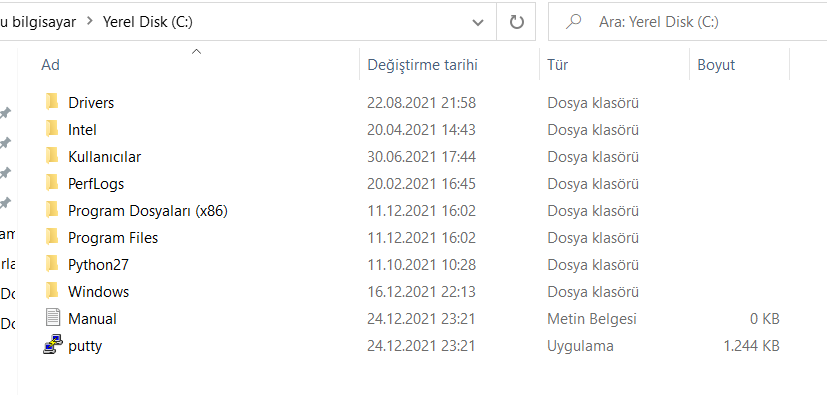 u bilgisayar > Yerel Disk (C:) Ara: Yerel Disk (C:)
Ad Değiştirme tarihi Tür Boyut
Drivers 22.08.2021 21:58 Dosya klasörü
Intel 20.04.2021 14:43 Dosya klasörü
Kullanıcılar 30.06.2021 17:44 Dosya klasörü
PerfLogs 20.02.2021 16:45 Dosya klasörü
Program Dosyaları (x86) 11.12.2021 16:02 Dosya klasörü
am Program Files 11.12.2021 16:02 Dosya klasörü
rla Python27 11.10.2021 10:28 Dosya klasörü
Do Windows 16.12.2021 22:13 Dosya klasörü
Do Manual 24.12.2021 23:21 Metin Belgesi 0 KB
putty 24.12.2021 23:21 Uygulama 1.244 KB